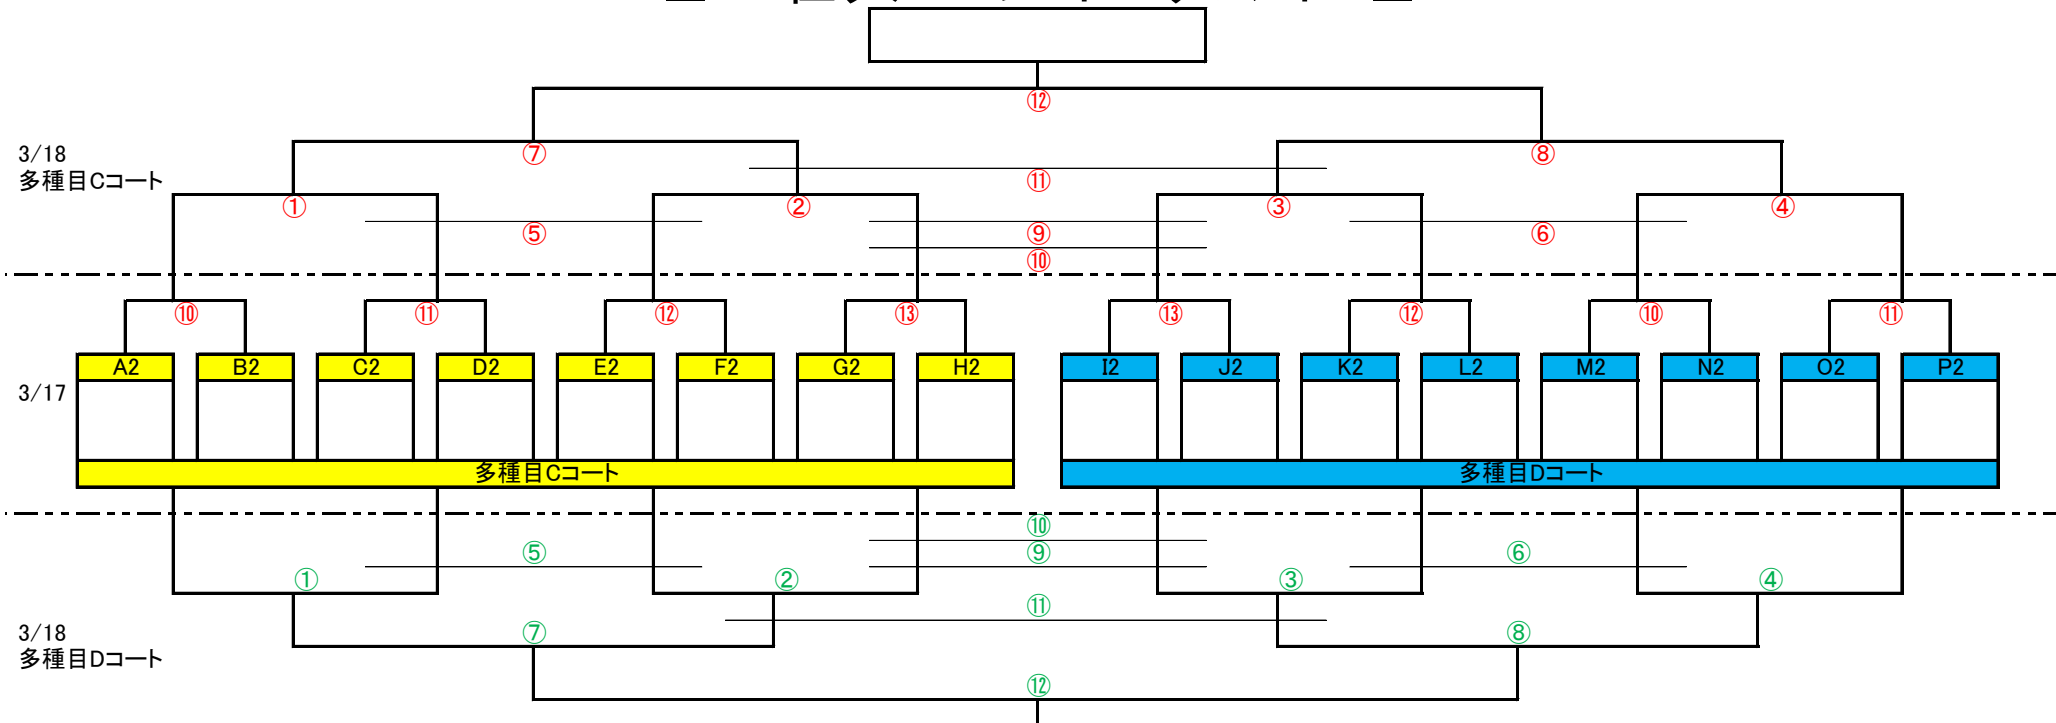 ⑫
3/18
多種目Cコート
⑦ ⑧
⑪
① ② ③ ④
⑤ ⑨ ⑥
⑩
⑩ ⑪ ⑫ ⑬ ⑬ ⑫ ⑩ ⑪
A2 B2 C2 D2 E2 F2 G2 H2 I2 J2 K2 L2 M2 N2 O2 P2
3/17
多種目Cコート 多種目Dコート
⑩
⑤ ⑨ ⑥
① ② ③ ④
⑪
3/18
多種目Dコート
⑦ ⑧
⑫